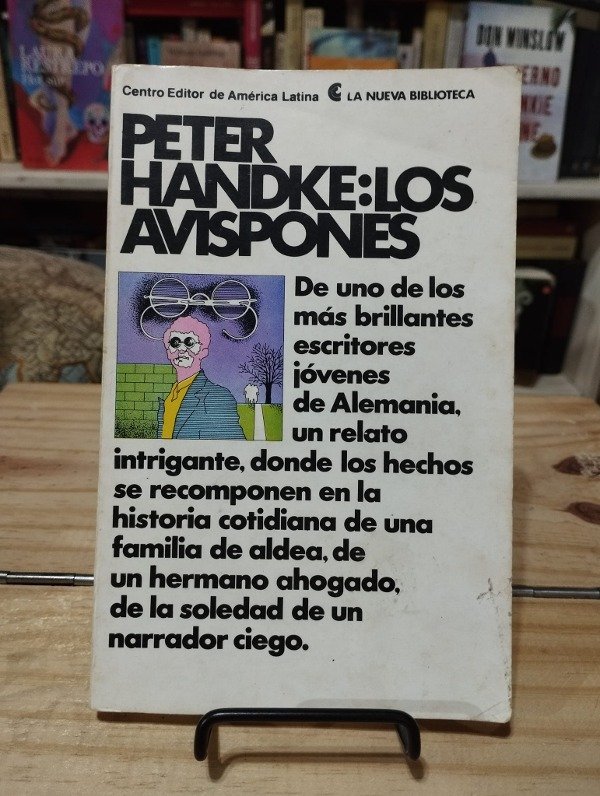 Centro Editor de América Latina LA NUEVA BIBLIOTECA
PETER
HANDKE:LOS
AVISPONES
De uno de los
más brillantes
escritores
jóvenes
de Alemania,
un relato
intrigante, donde los hechos
se recomponen en la
historia cotidiana de una
familia de aldea, de
un hermano ahogado,
de la soledad de un
narrador ciego.
LAURA
RESTREPO
DON WINSLOW